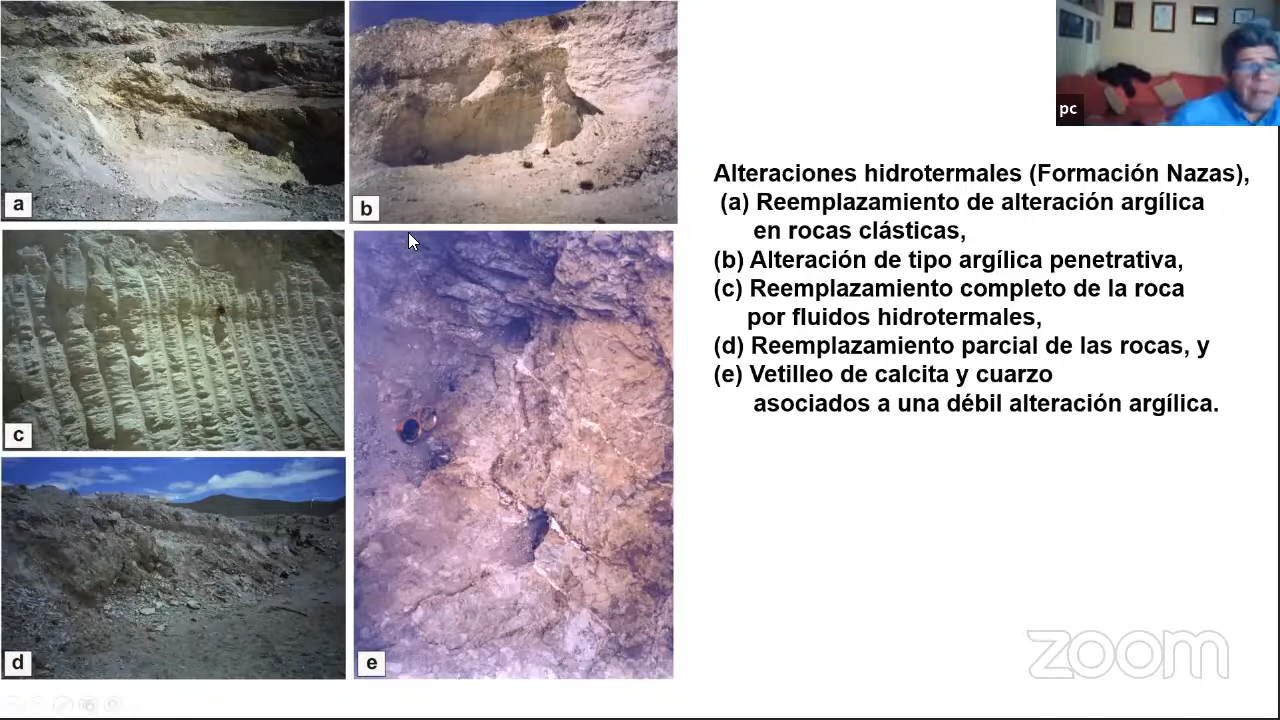 pc
Alteraciones hidrotermales (Formación Nazas),
(a) Reemplazamiento de alteración argílica
en rocas clásticas,
(b) Alteración de tipo argílica penetrativa,
(c) Reemplazamiento completo de la roca
por fluidos hidrotermales,
(d) Reemplazamiento parcial de las rocas, y
(e) Vetilleo de calcita y cuarzo
asociados a una débil alteración argílica.
a
b
c
d
e
zoom